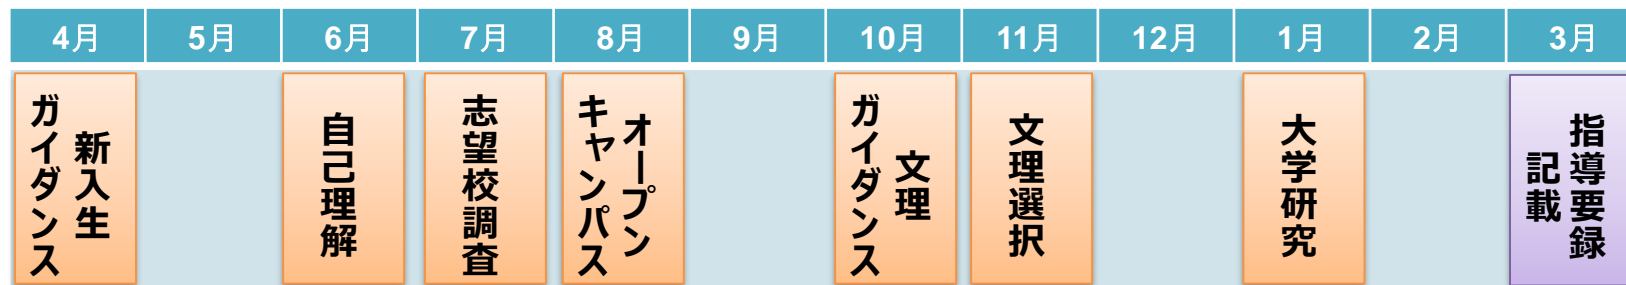 4月
5月
6月
7月
8月
9月
10月
11月
12月
1月
2月
3月
新入生
ガイダンス
自己理解
志望校調査
オープン
キャンパス
文理
ガイダンス
文理選択
大学研究
指導要録
記載